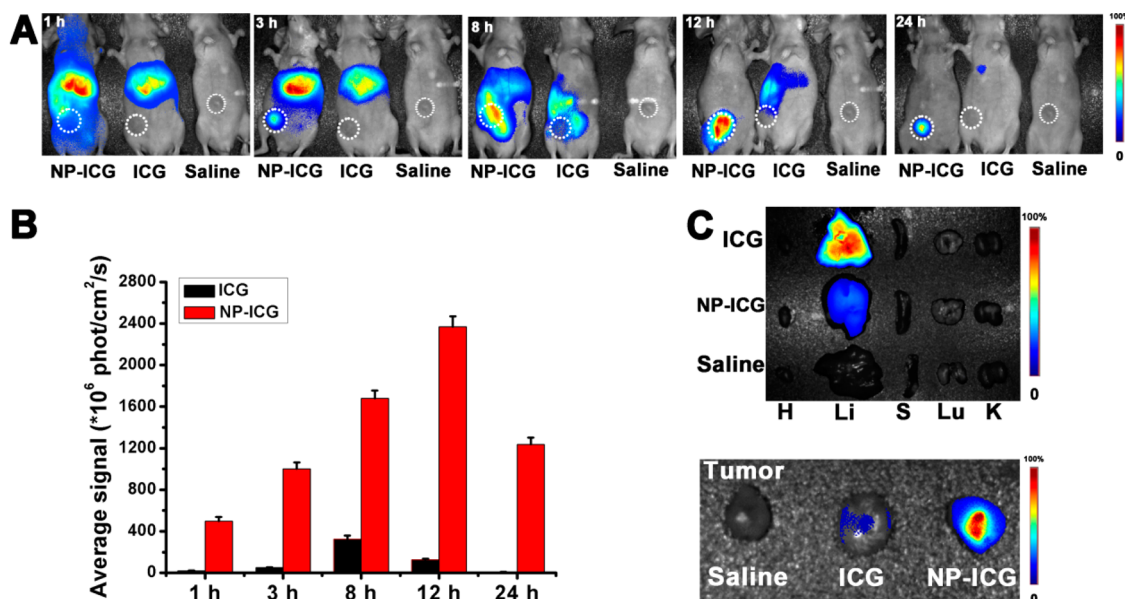 A
1 h
3 h
8 h
12 h
24 h
100%
0
NP-ICG ICG Saline
NP-ICG ICG Saline
NP-ICG ICG Saline
NP-ICG ICG Saline
NP-ICG ICG Saline
B
ICG
NP-ICG
Average signal (*10⁶ phot/cm²/s)
2800
2400
2000
1600
1200
800
400
0
1 h 3 h 8 h 12 h 24 h
C
100%
ICG
NP-ICG
Saline
0
H Li S Lu K
Tumor
100%
Saline ICG NP-ICG
0